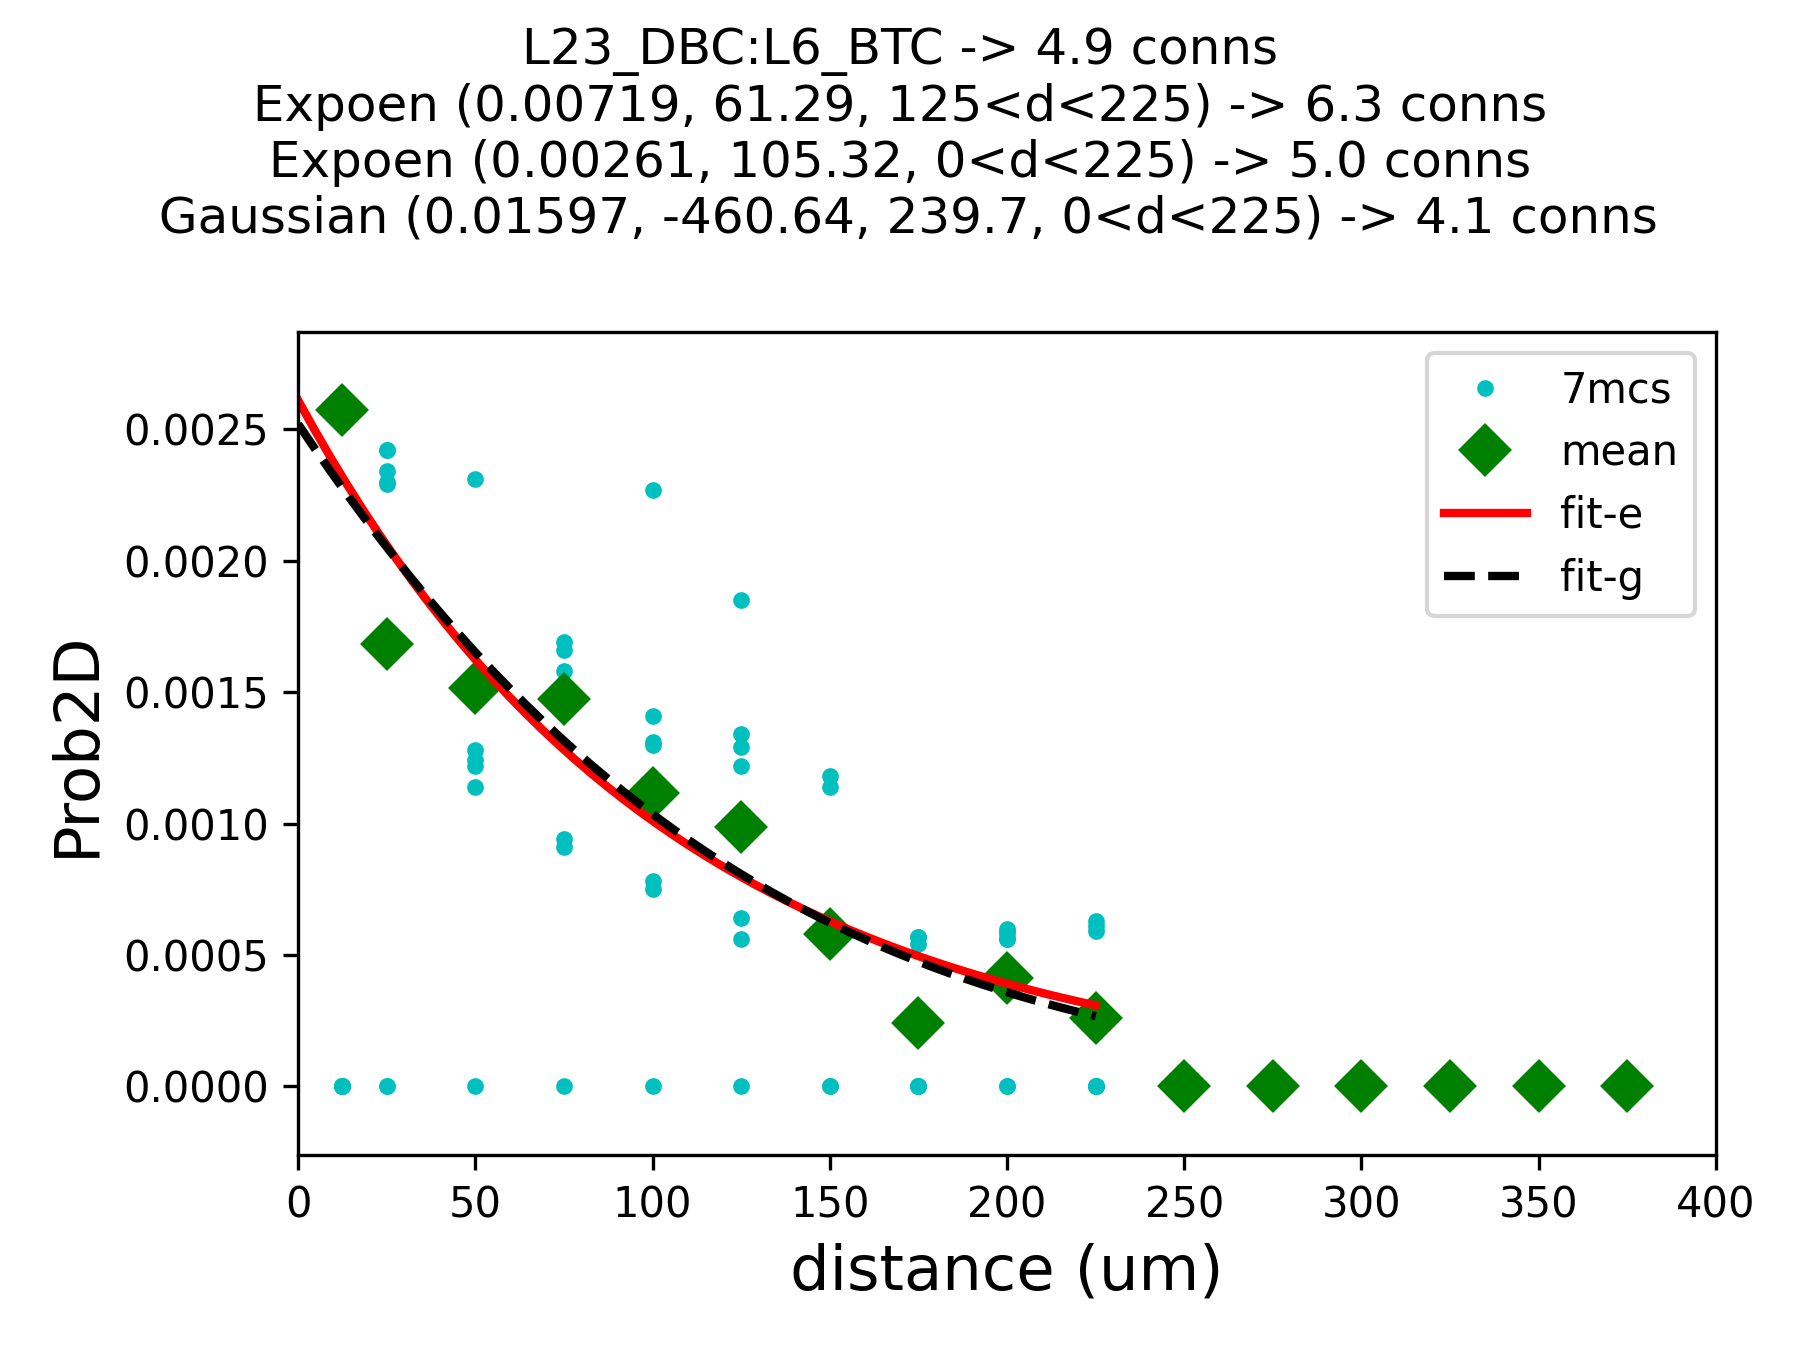 L23_DBC:L6_BTC -> 4.9 conns
Expoen (0.00719, 61.29, 125<d<225) -> 6.3 conns
Expoen (0.00261, 105.32, 0<d<225) -> 5.0 conns
Gaussian (0.01597, -460.64, 239.7, 0<d<225) -> 4.1 conns
7mcs
mean
fit-e
fit-g
Prob2D
0.0025
0.0020
0.0015
0.0010
0.0005
0.0000
0 50 100 150 200 250 300 350 400
distance (um)